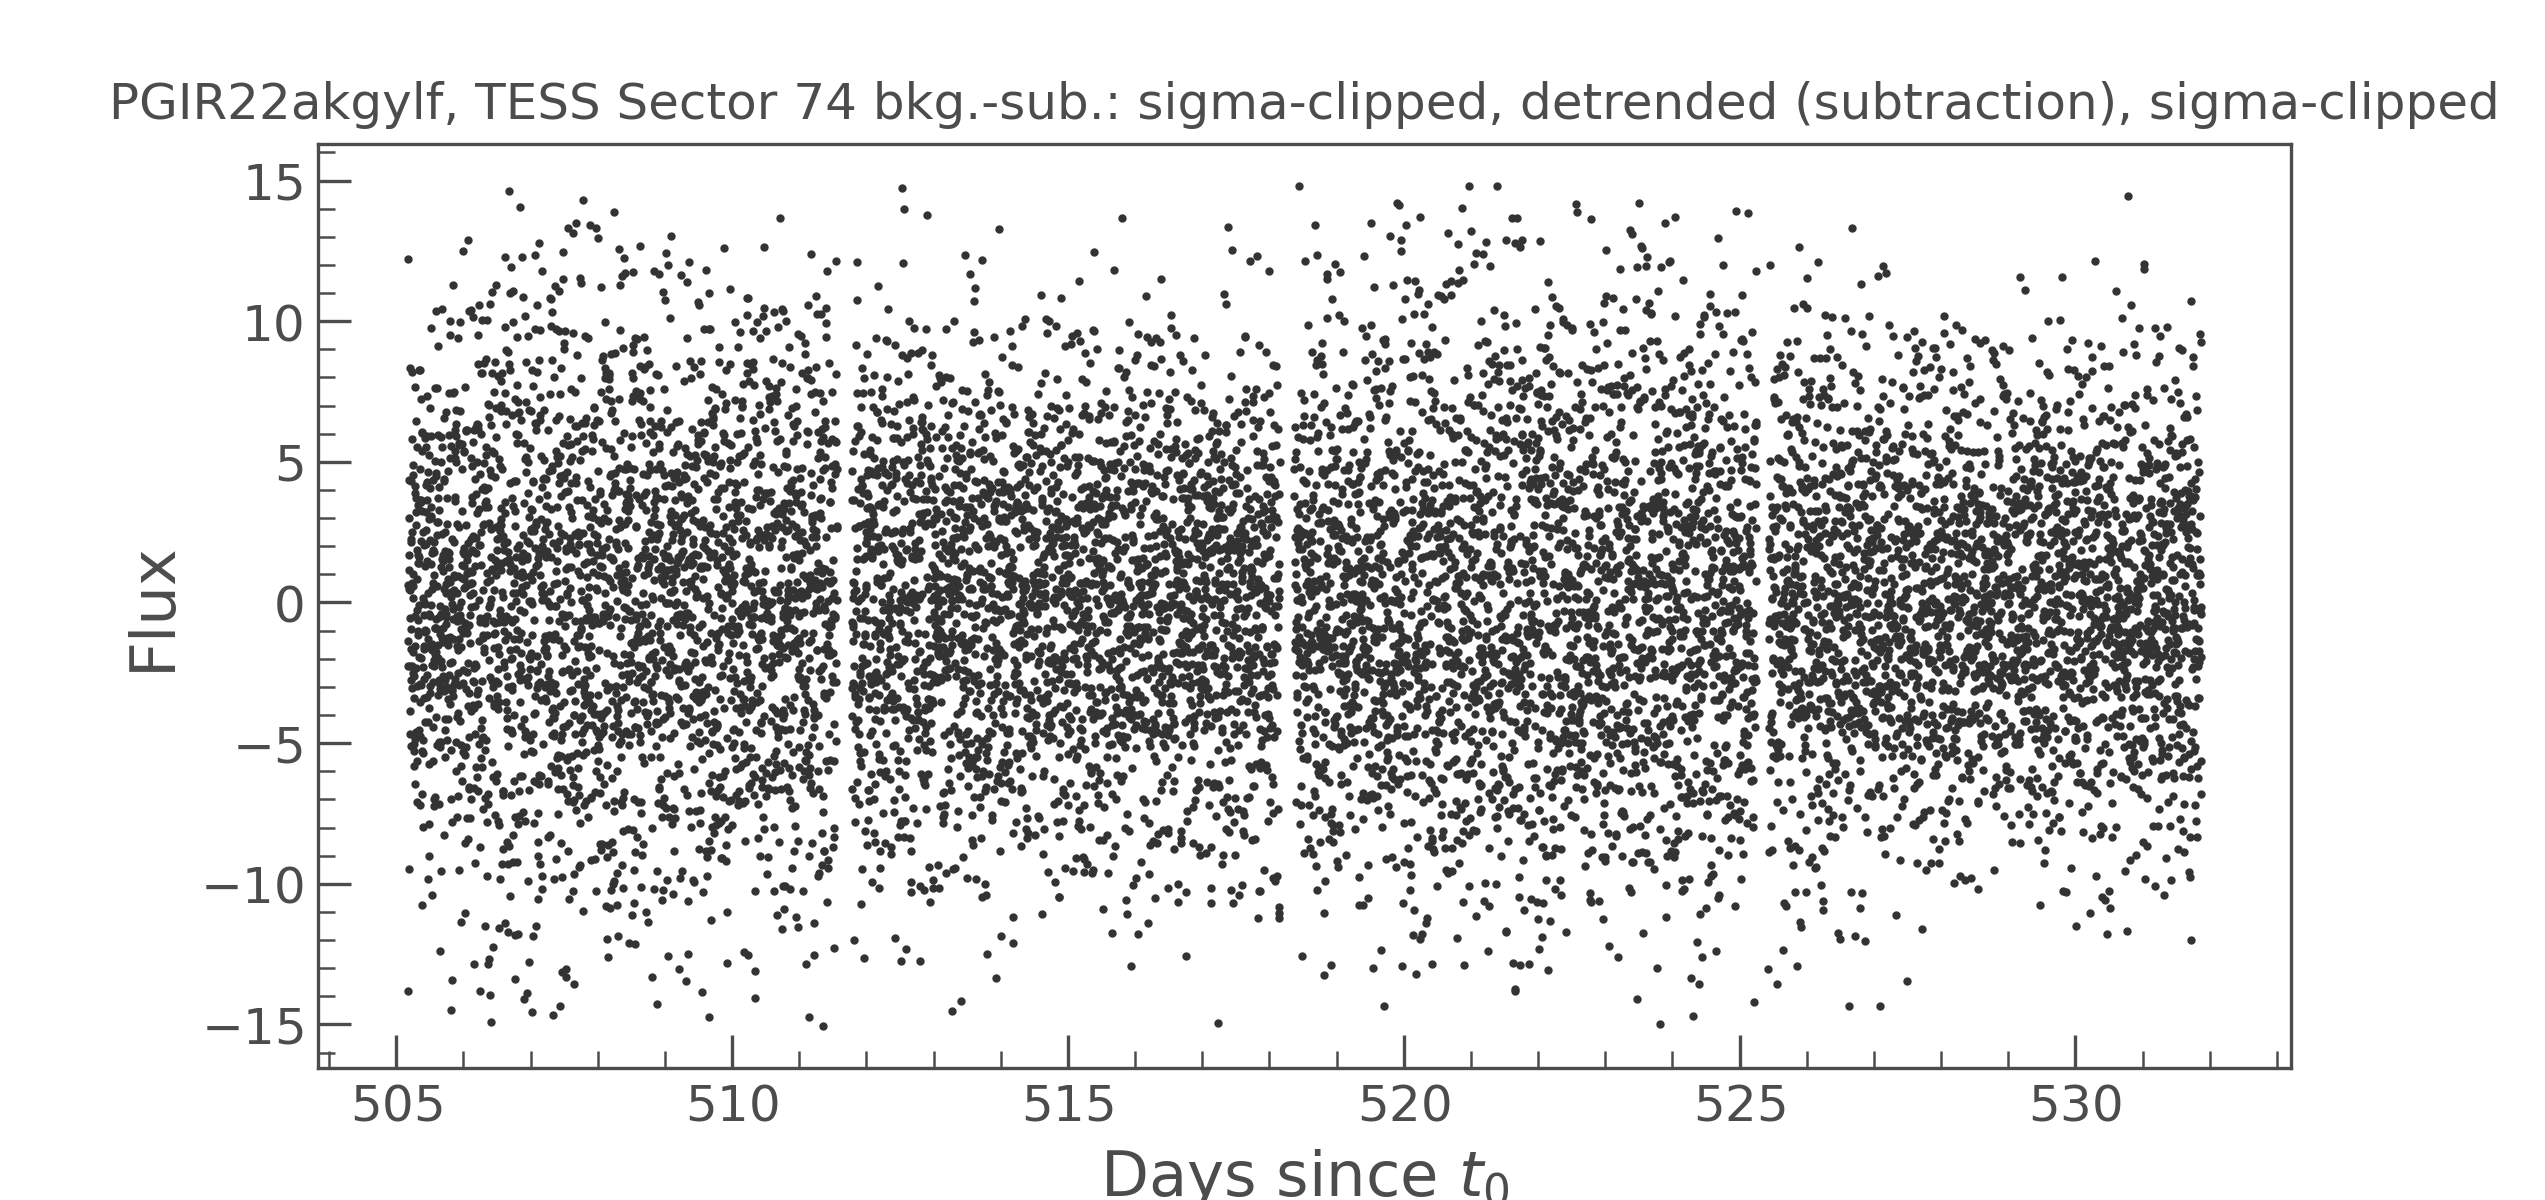 PGIR22akgylf, TESS Sector 74 bkg.-sub.: sigma-clipped, detrended (subtraction), sigma-clipped
15
10
5
0
−5
−10
−15
Flux
505 510 515 520 525 530
Days since t₀